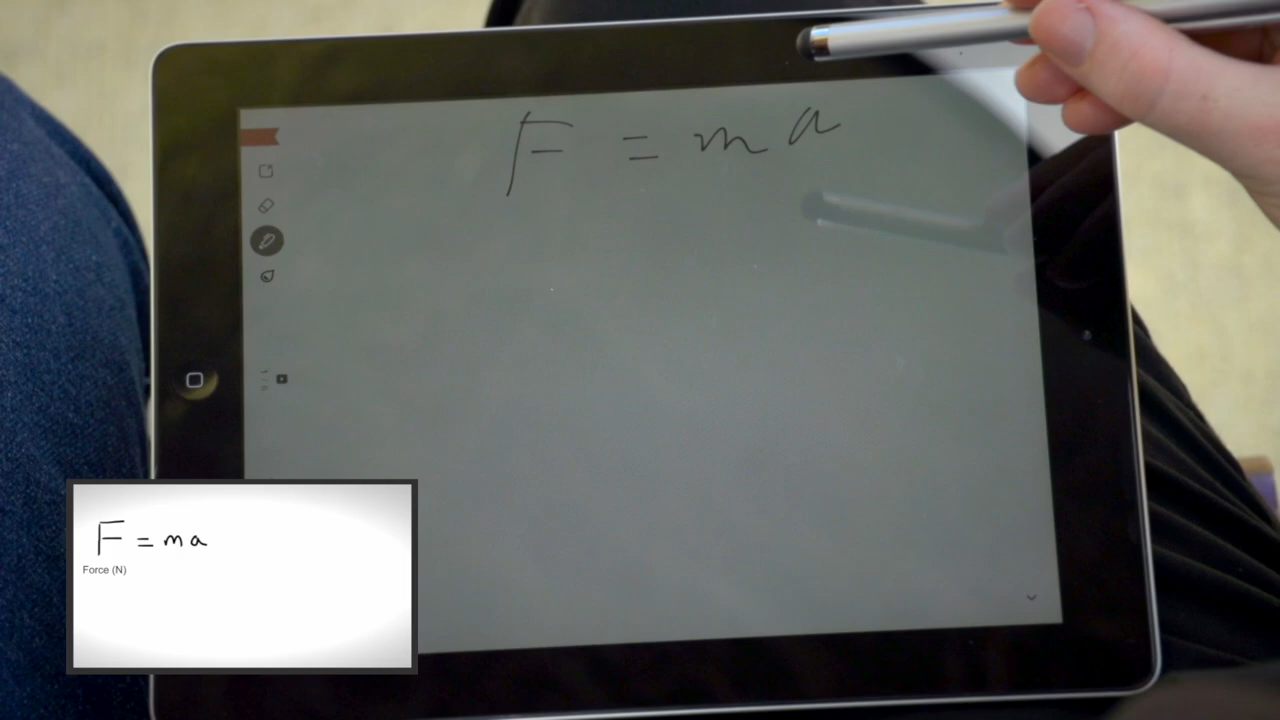 F = ma
F = ma
Force (N)